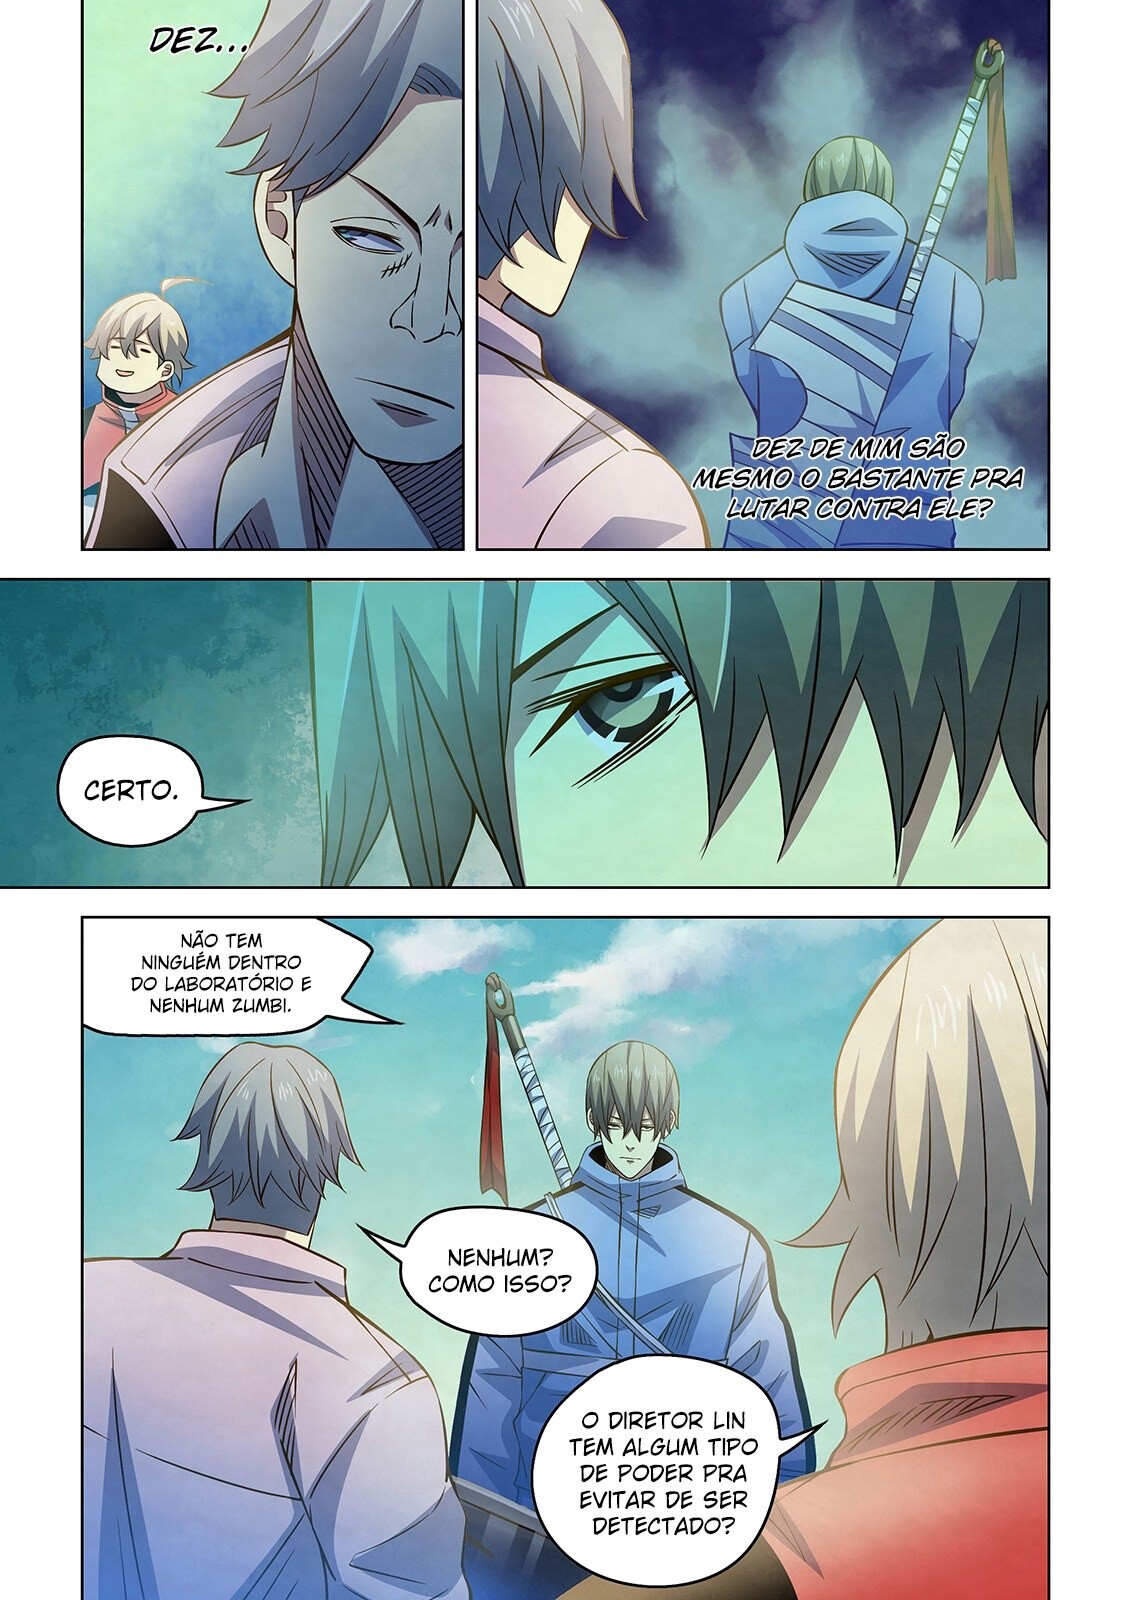 DEZ...
DEZ DE MIM SÃO
MESMO O BASTANTE PRA
LUTAR CONTRA ELE?
CERTO.
NÃO TEM
NINGUÉM DENTRO
DO LABORATÓRIO E
NENHUM ZUMBI.
NENHUM?
COMO ISSO?
O DIRETOR LIN
TEM ALGUM TIPO
DE PODER PRA
EVITAR DE SER
DETECTADO?